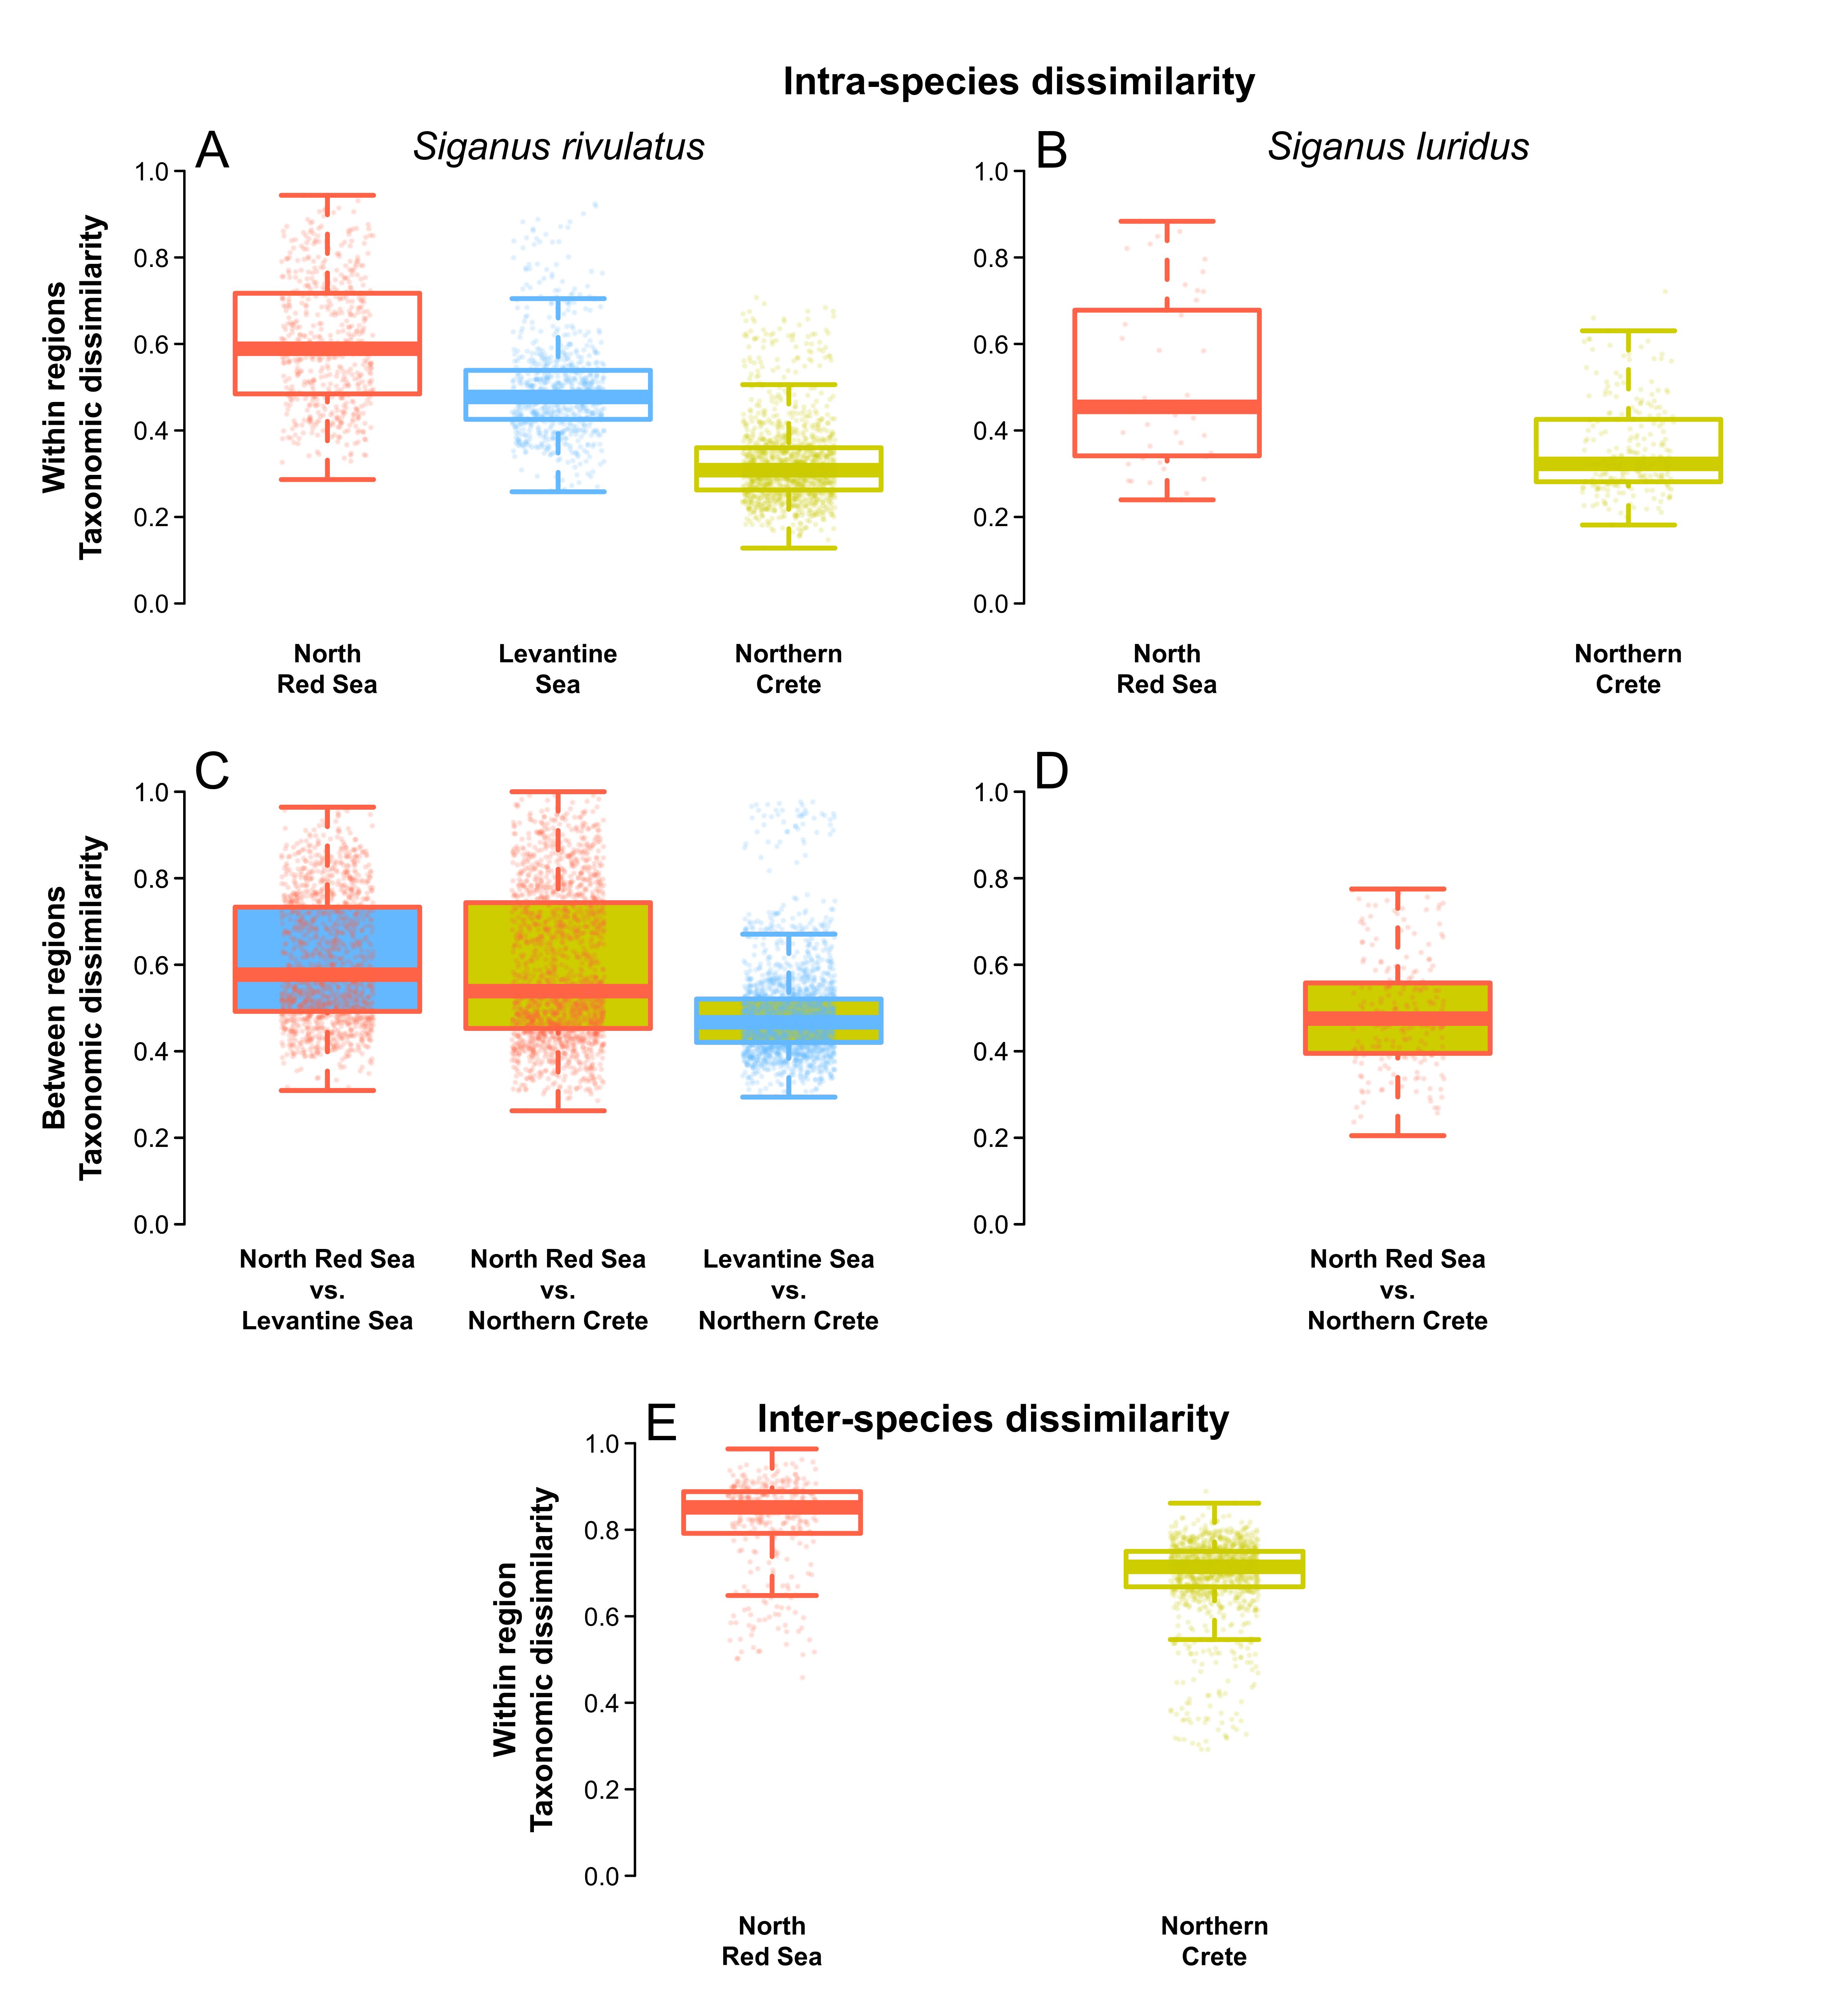 Intra-species dissimilarity
A
Siganus rivulatus
B
Siganus luridus
Within regions
Taxonomic dissimilarity
1.0
0.8
0.6
0.4
0.2
0.0
1.0
0.8
0.6
0.4
0.2
0.0
North
Red Sea
Levantine
Sea
Northern
Crete
North
Red Sea
Northern
Crete
C
D
Between regions
Taxonomic dissimilarity
1.0
0.8
0.6
0.4
0.2
0.0
1.0
0.8
0.6
0.4
0.2
0.0
North Red Sea
vs.
Levantine Sea
North Red Sea
vs.
Northern Crete
Levantine Sea
vs.
Northern Crete
North Red Sea
vs.
Northern Crete
E
Inter-species dissimilarity
Within region
Taxonomic dissimilarity
1.0
0.8
0.6
0.4
0.2
0.0
North
Red Sea
Northern
Crete